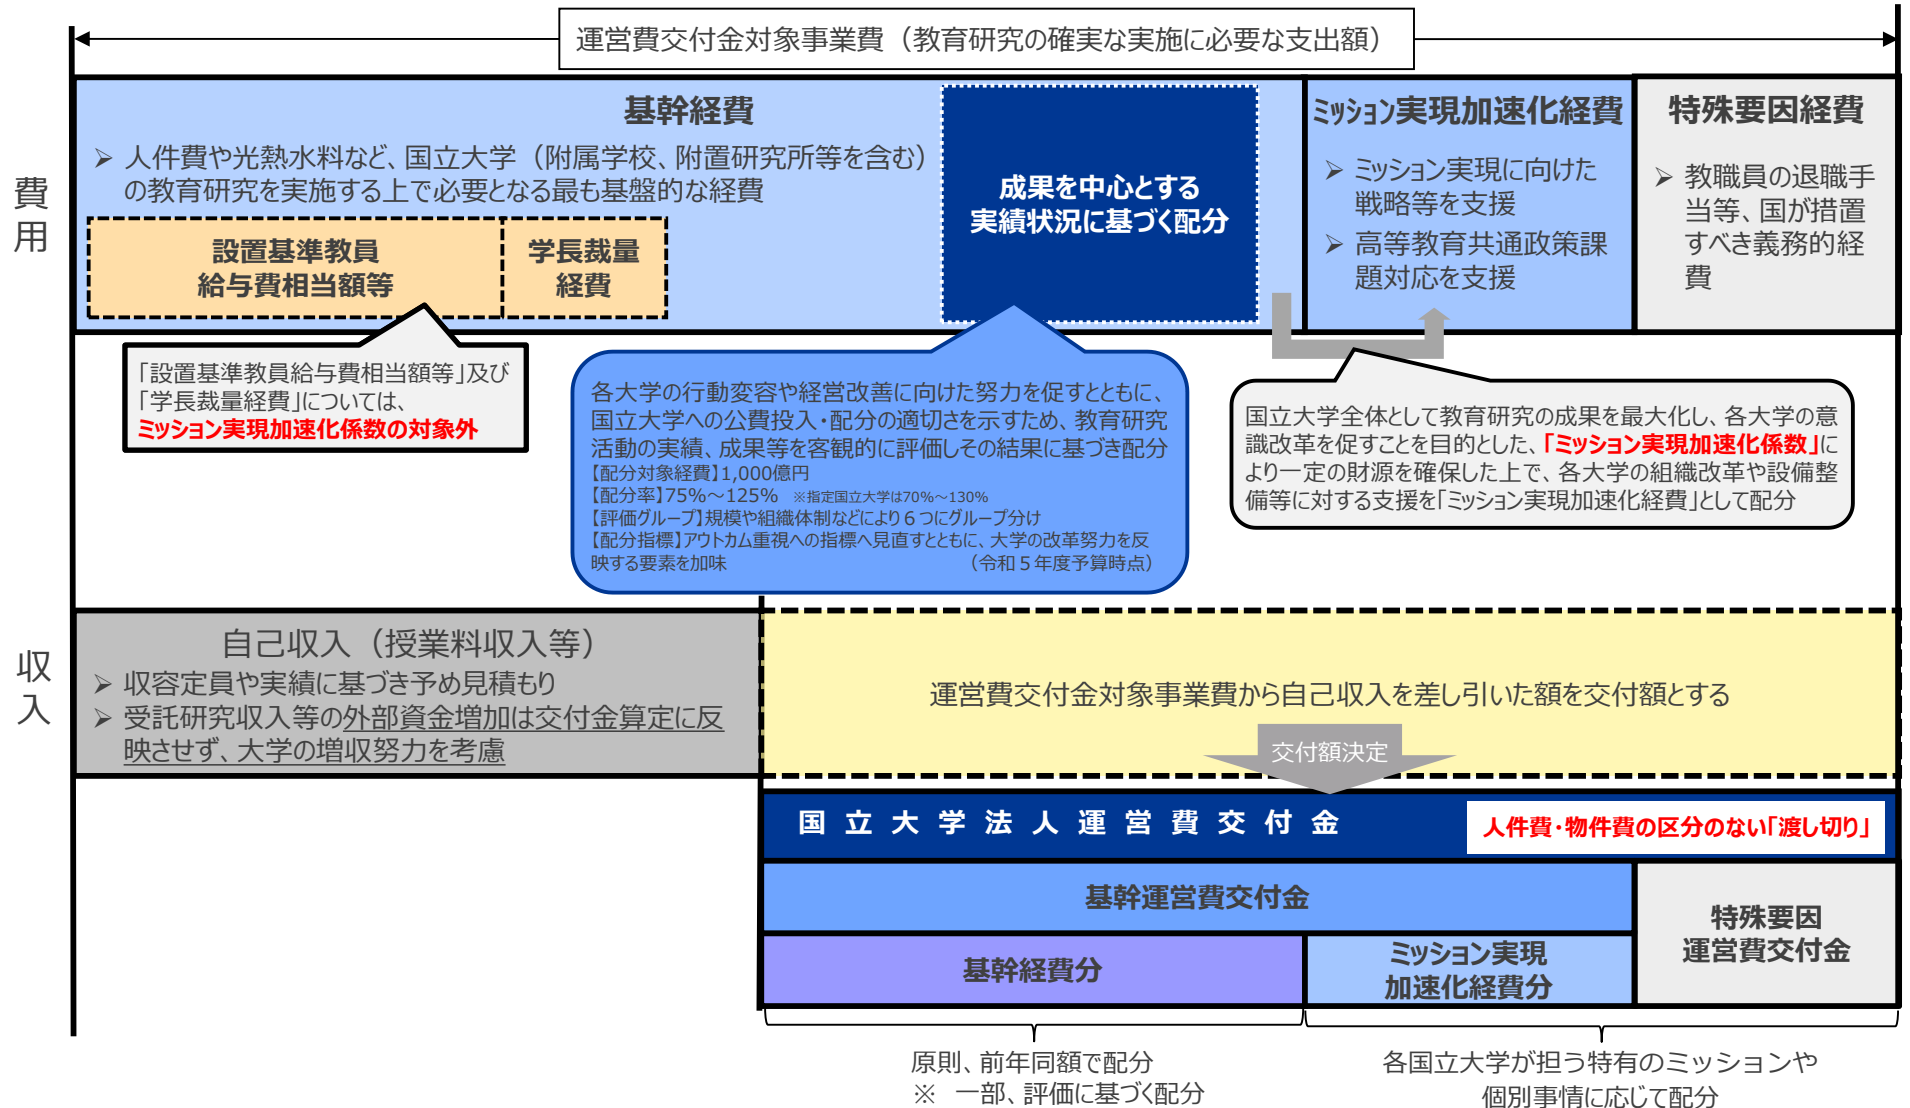 運営費交付金対象事業費（教育研究の確実な実施に必要な支出額）
費用
基幹経費
➢ 人件費や光熱水料など、国立大学（附属学校、附置研究所等を含む）
の教育研究を実施する上で必要となる最も基盤的な経費
設置基準教員
給与費相当額等
学長裁量
経費
成果を中心とする
実績状況に基づく配分
ミッション実現加速化経費
➢ ミッション実現に向けた
戦略等を支援
➢ 高等教育共通政策課
題対応を支援
特殊要因経費
➢ 教職員の退職手
当等、国が措置
すべき義務的経
費
「設置基準教員給与費相当額等」及び
「学長裁量経費」については、
ミッション実現加速化係数の対象外
各大学の行動変容や経営改善に向けた努力を促すとともに、
国立大学への公費投入・配分の適切さを示すため、教育研究
活動の実績、成果等を客観的に評価しその結果に基づき配分
【配分対象経費】1,000億円
【配分率】75％～125％ ※指定国立大学は70％～130％
【評価グループ】規模や組織体制などにより６つにグループ分け
【配分指標】アウトカム重視への指標へ見直すとともに、大学の改革努力を反
映する要素を加味 （令和５年度予算時点）
国立大学全体として教育研究の成果を最大化し、各大学の意
識改革を促すことを目的とした、「ミッション実現加速化係数」に
より一定の財源を確保した上で、各大学の組織改革や設備整
備等に対する支援を「ミッション実現加速化経費」として配分
収入
自己収入（授業料収入等）
➢ 収容定員や実績に基づき予め見積もり
➢ 受託研究収入等の外部資金増加は交付金算定に反
映させず、大学の増収努力を考慮
運営費交付金対象事業費から自己収入を差し引いた額を交付額とする
交付額決定
国立大学法人運営費交付金
人件費・物件費の区分のない「渡し切り」
基幹運営費交付金
特殊要因
運営費交付金
基幹経費分
ミッション実現
加速化経費分
原則、前年同額で配分
※ 一部、評価に基づく配分
各国立大学が担う特有のミッションや
個別事情に応じて配分